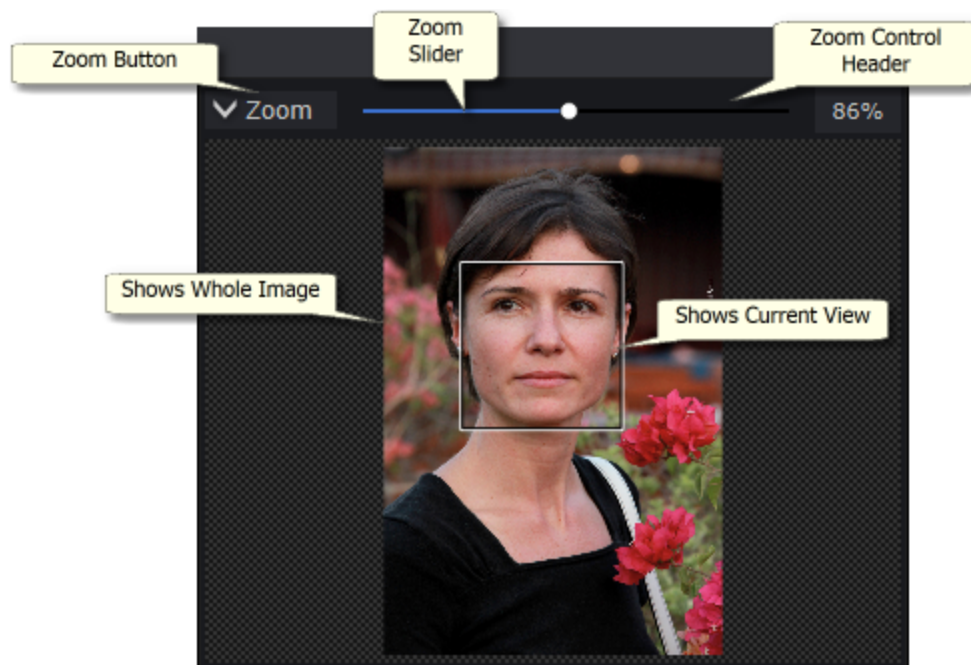 Zoom
Slider
Zoom Button
Zoom Control
Header
Zoom
86%
Shows Whole Image
Shows Current View